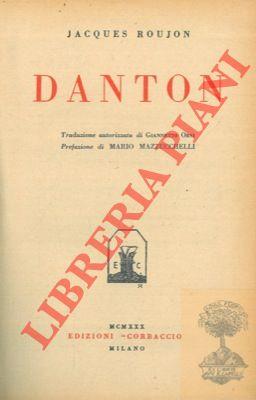 JACQUES ROUJON
DANTON
Traduzione autorizzata di
Prefazione di MARIO MAZZUCCHELLI
E C
MCMXXX
EDIZIONI - CORBACCIO
MILANO
LIBRERIA PIANI